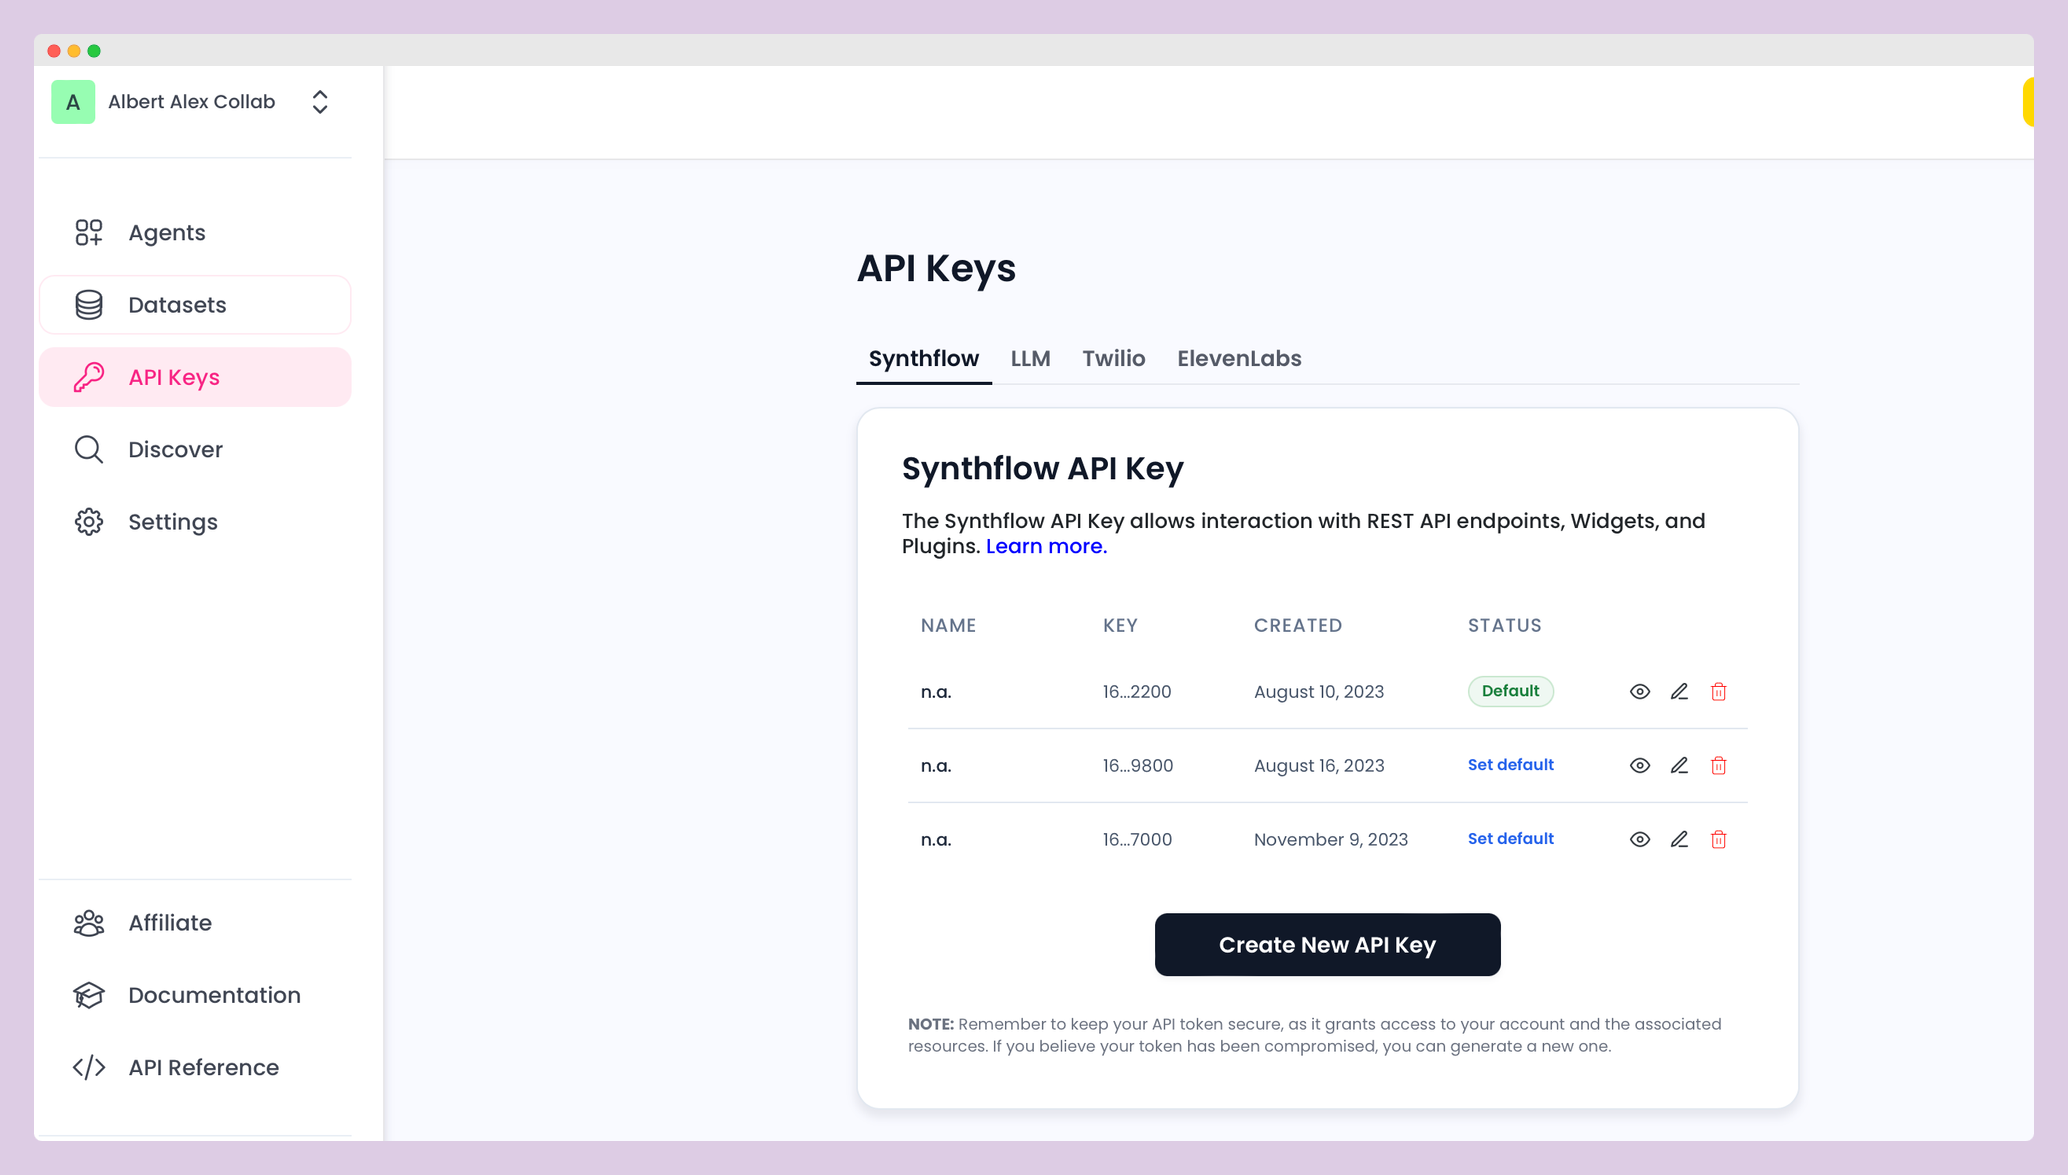 A
Albert Alex Collab
Agents
Datasets
API Keys
Discover
Settings
Affiliate
Documentation
API Reference
API Keys
Synthflow LLM Twilio ElevenLabs
Synthflow API Key
The Synthflow API Key allows interaction with REST API endpoints, Widgets, and
Plugins. Learn more.
NAME KEY CREATED STATUS
n.a. 16...2200 August 10, 2023 Default
n.a. 16...9800 August 16, 2023 Set default
n.a. 16...7000 November 9, 2023 Set default
Create New API Key
NOTE: Remember to keep your API token secure, as it grants access to your account and the associated
resources. If you believe your token has been compromised, you can generate a new one.